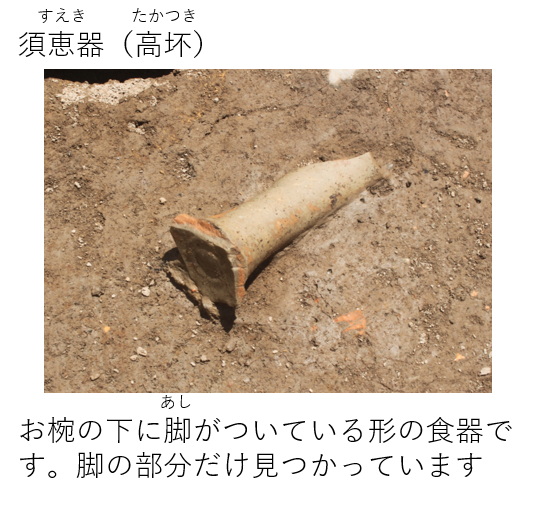 すえき たかつき
須恵器（高坏）
あし
お椀の下に脚がついている形の食器で
す。脚の部分だけ見つかっています